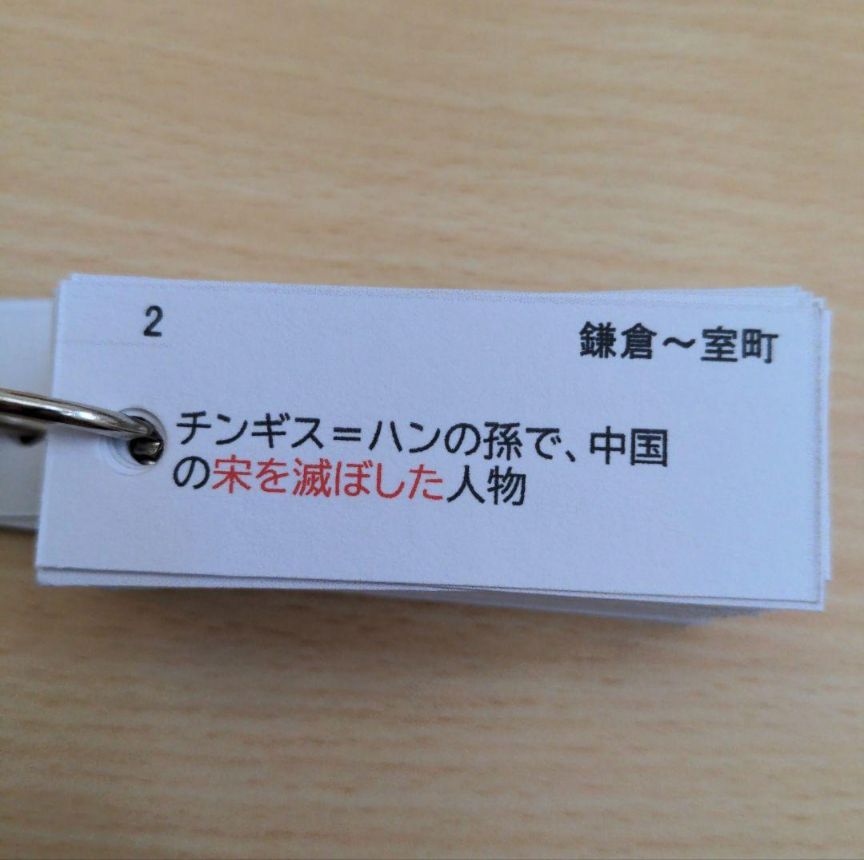 2
鎌倉～室町
チンギス＝ハンの孫で、中国
の宋を滅ぼした人物